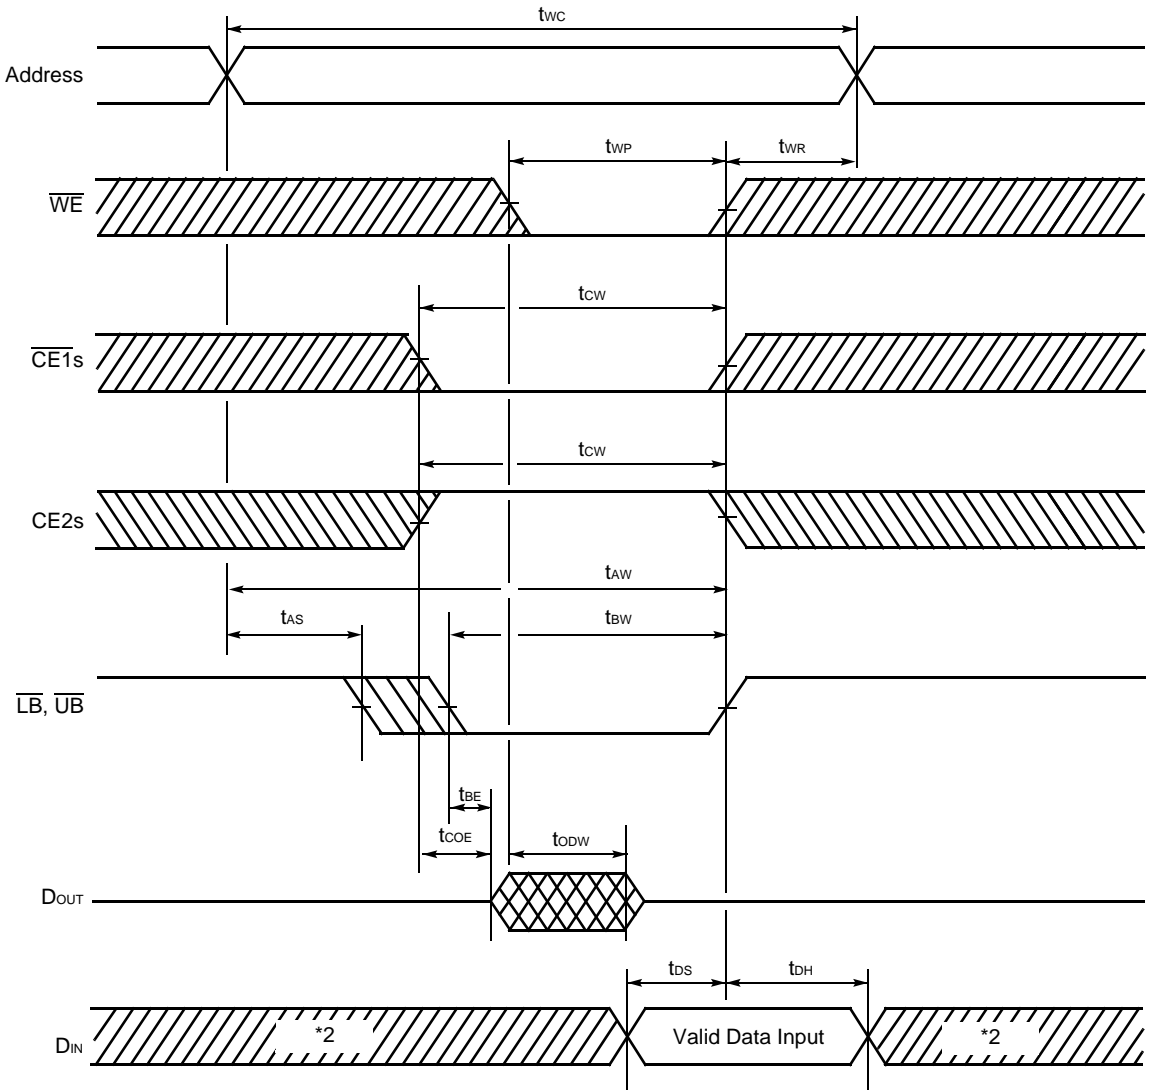 tWC
Address
tWP
tWR
WE
tCW
CE1s
tCW
CE2s
tAW
tAS
tBW
LB, UB
tBE
tCOE
tODW
DOUT
tDS
tDH
*2
Valid Data Input
*2
DIN